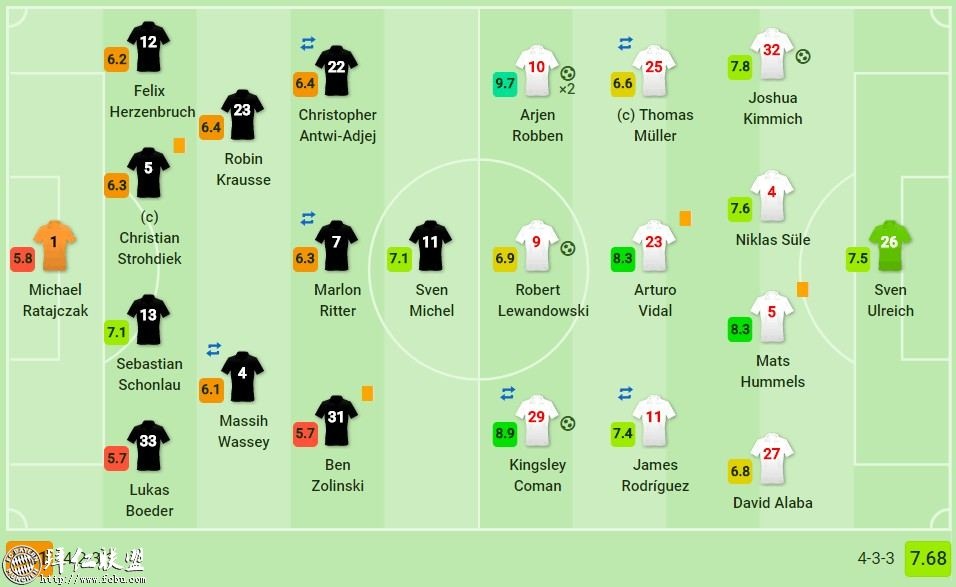 1
5.8
Michael
Ratajczak
12
6.2
Felix
Herzenbruch
5
6.3
(c)
Christian
Strohdiek
13
7.1
Sebastian
Schonlau
33
5.7
Lukas
Boeder
23
6.4
Robin
Krausse
4
6.1
Massih
Wassey
22
6.4
Christopher
Antwi-Adjej
7
6.3
Marlon
Ritter
31
5.7
Ben
Zolinski
11
7.1
Sven
Michel
10
×2
9.7
Arjen
Robben
9
6.9
Robert
Lewandowski
29
8.9
Kingsley
Coman
25
6.6
(c) Thomas
Müller
23
8.3
Arturo
Vidal
11
7.4
James
Rodríguez
32
7.8
Joshua
Kimmich
4
7.6
Niklas Süle
5
8.3
Mats
Hummels
27
6.8
David Alaba
26
7.5
Sven
Ulreich
拜仁联盟
http://www.fcbu.com
4-3-3 7.68